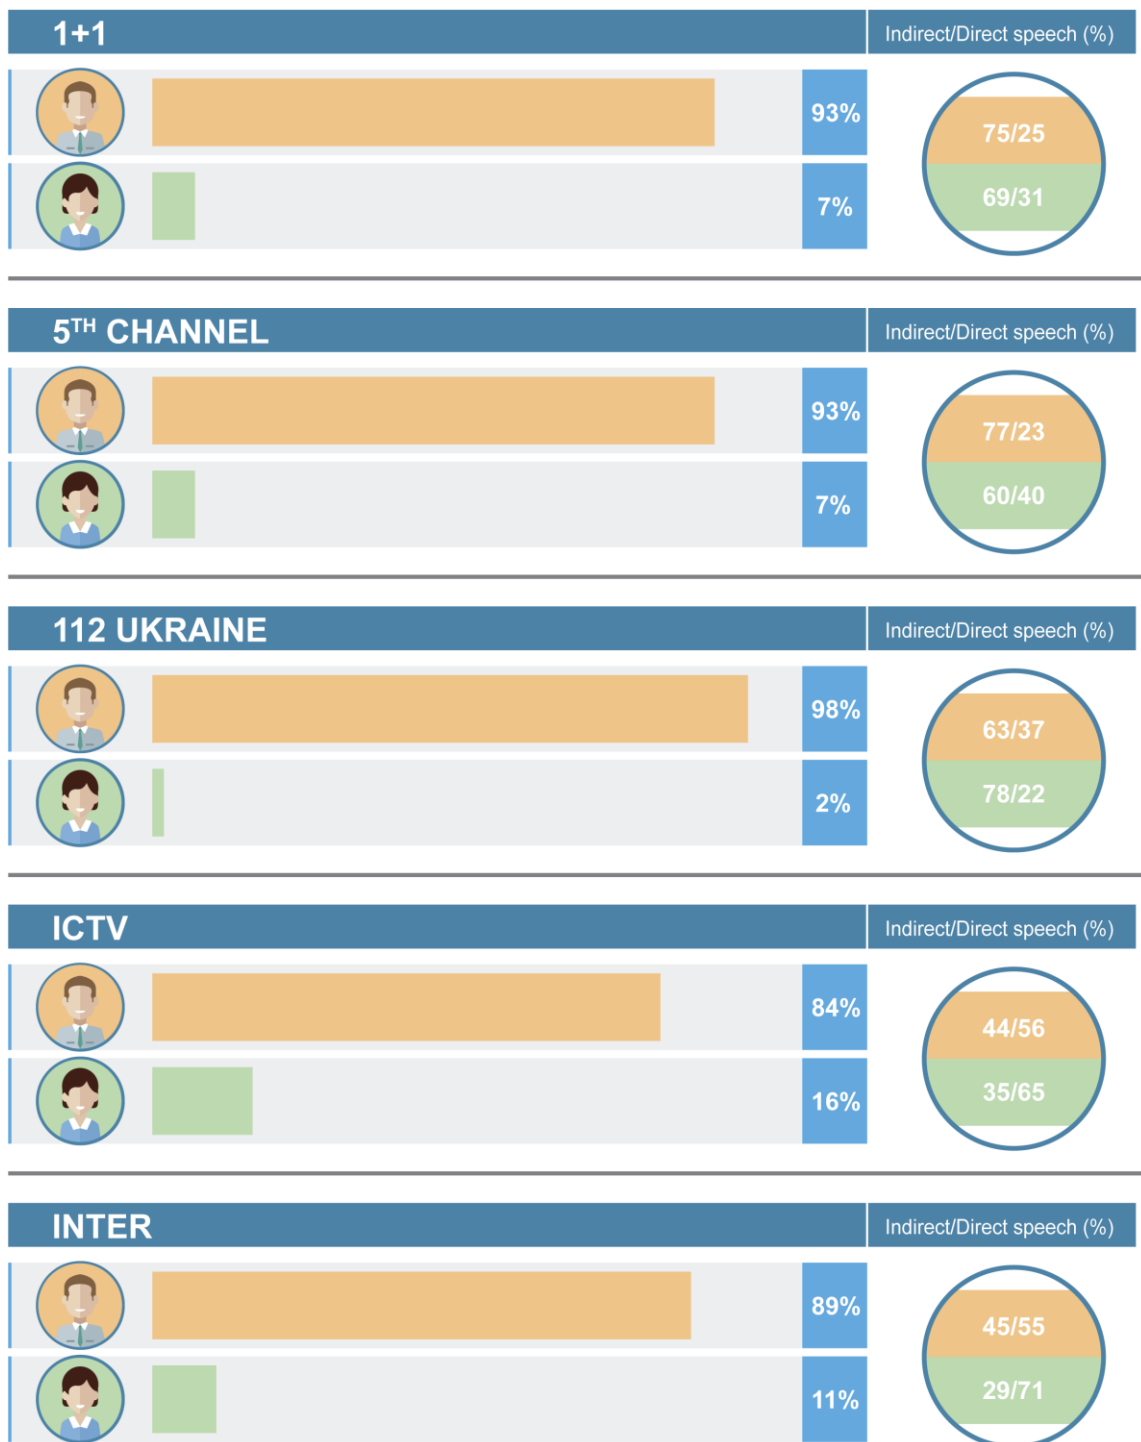 1+1 Indirect/Direct speech (%)
93% 75/25
7% 69/31
5TH CHANNEL Indirect/Direct speech (%)
93% 77/23
7% 60/40
112 UKRAINE Indirect/Direct speech (%)
98% 63/37
2% 78/22
ICTV Indirect/Direct speech (%)
84% 44/56
16% 35/65
INTER Indirect/Direct speech (%)
89% 45/55
11% 29/71